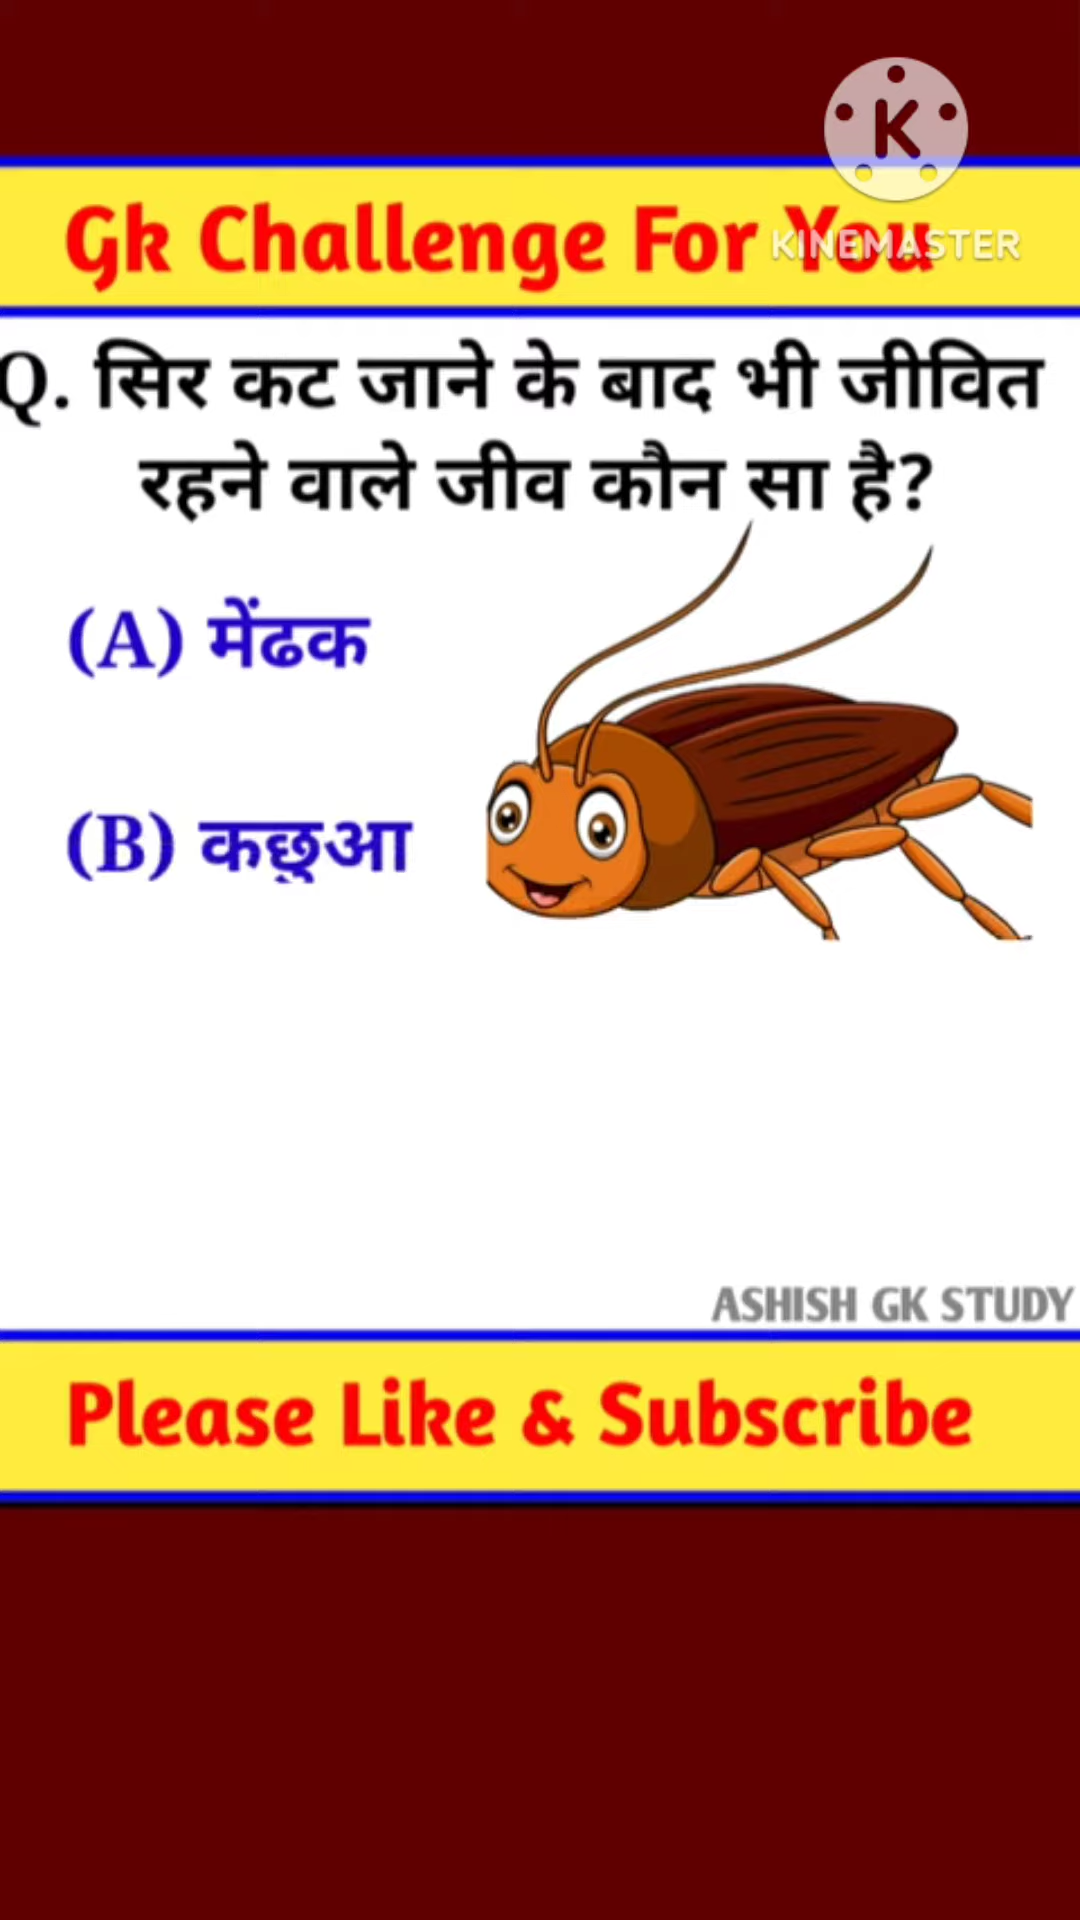 K
KINEMASTER
Gk Challenge For You
Q. सिर कट जाने के बाद भी जीवित
रहने वाले जीव कौन सा है?
(A) मेंढक
(B) कछुआ
ASHISH GK STUDY
Please Like & Subscribe